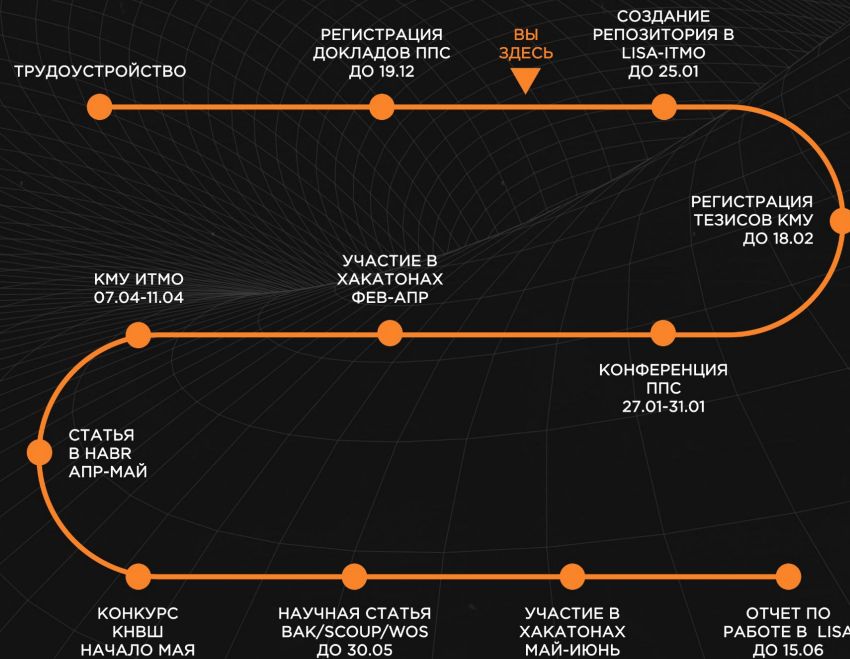 ТРУДОУСТРОЙСТВО
РЕГИСТРАЦИЯ
ДОКЛАДОВ ППС
ДО 19.12
ВЫ
ЗДЕСЬ
СОЗДАНИЕ
РЕПОЗИТОРИЯ В
LISA-ITMO
ДО 25.01
РЕГИСТРАЦИЯ
ТЕЗИСОВ КМУ
ДО 18.02
КОНФЕРЕНЦИЯ
ППС
27.01-31.01
УЧАСТИЕ В
ХАКАТОНАХ
ФЕВ-АПР
КМУ ИТМО
07.04-11.04
СТАТЬЯ
В HABR
АПР-МАЙ
КОНКУРС
КНВШ
НАЧАЛО МАЯ
НАУЧНАЯ СТАТЬЯ
ВАК/SCOUP/WOS
ДО 30.05
УЧАСТИЕ В
ХАКАТОНАХ
МАЙ-ИЮНЬ
ОТЧЕТ ПО
РАБОТЕ В LISA
ДО 15.06